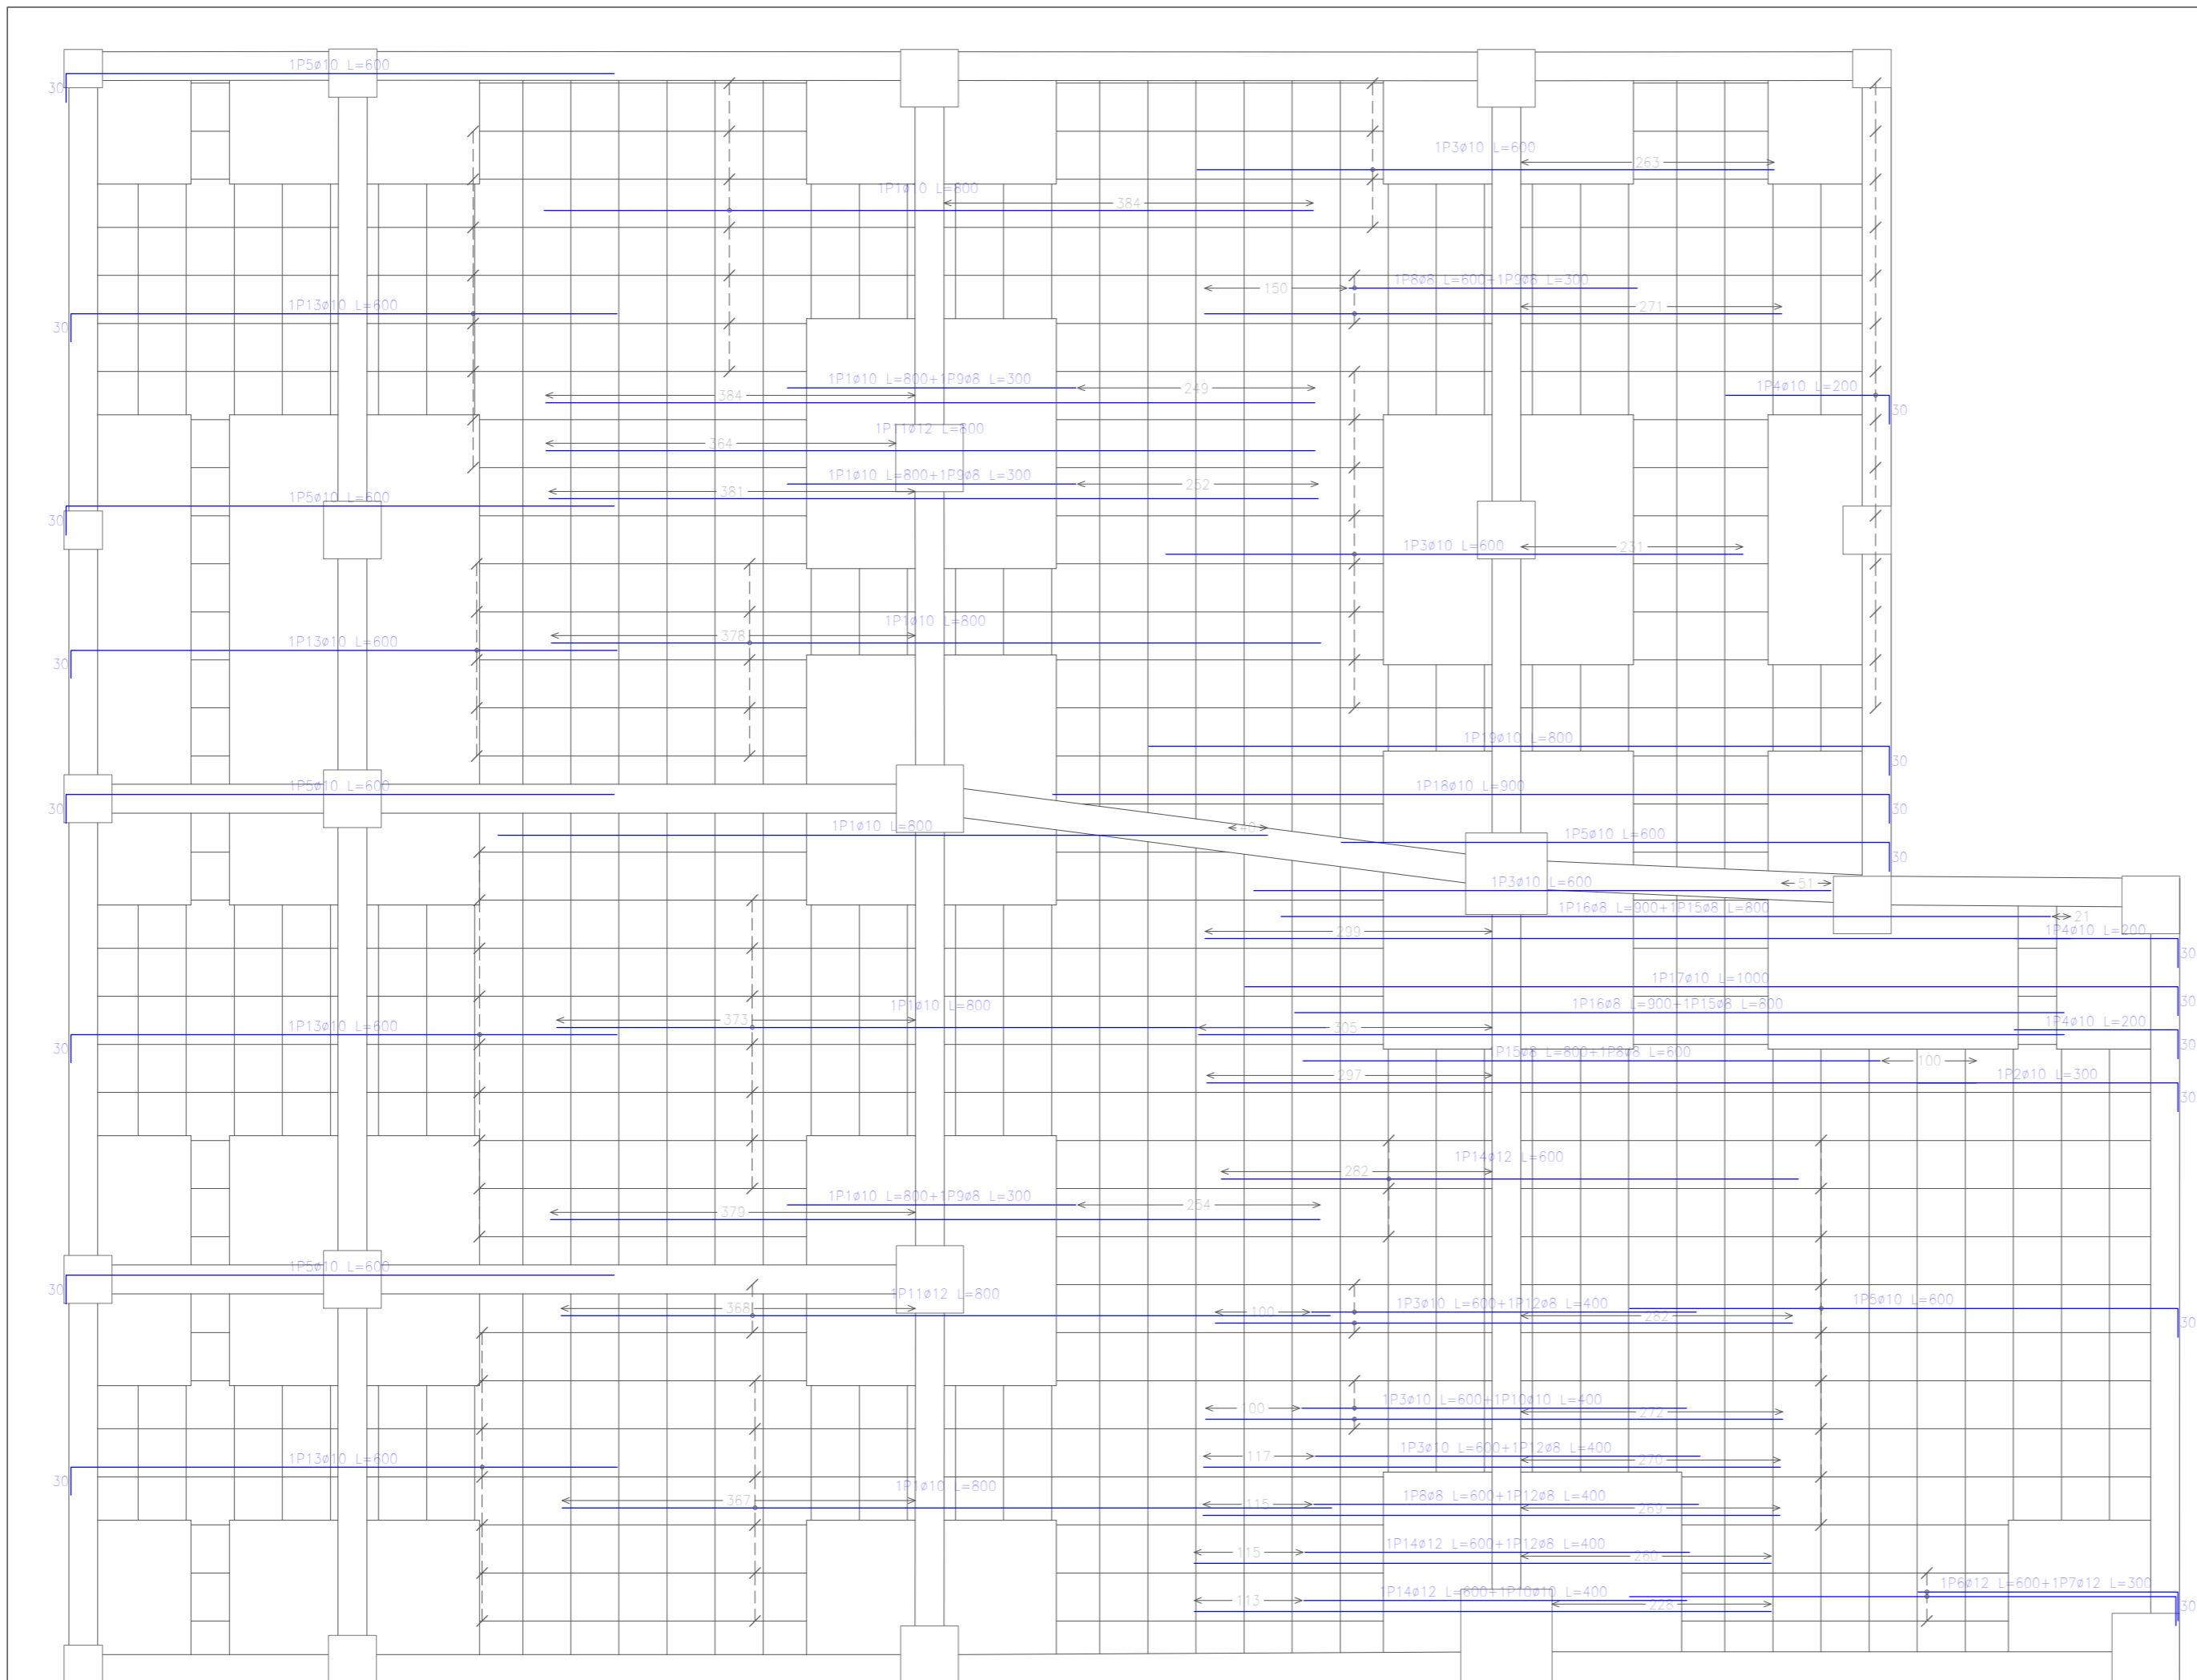 1P5ø10 L=600
30
1P3ø10 L=600
263
1P1ø10 L=800
384
1P8ø8 L=600+1P9ø8 L=300
150
1P13ø10 L=600
271
30
1P1ø10 L=800+1P9ø8 L=300
1P4ø10 L=200
384
249
30
1P11ø12 L=800
364
1P1ø10 L=800+1P9ø8 L=300
381
252
1P5ø10 L=600
30
1P3ø10 L=600
231
1P1ø10 L=800
378
1P13ø10 L=600
30
1P19ø10 L=800
30
1P5ø10 L=600
1P18ø10 L=900
30
30
1P1ø10 L=800
40
1P5ø10 L=600
30
1P3ø10 L=600
51
1P16ø8 L=900+1P15ø8 L=800
21
299
1P4ø10 L=200
30
1P17ø10 L=1000
30
1P1ø10 L=800
1P16ø8 L=900+1P15ø8 L=800
373
1P13ø10 L=600
305
1P4ø10 L=200
30
30
1P15ø8 L=800+1P8ø8 L=600
100
297
1P2ø10 L=300
30
1P14ø12 L=600
282
1P1ø10 L=800+1P9ø8 L=300
254
379
1P5ø10 L=600
30
1P11ø12 L=800
368
1P3ø10 L=600+1P12ø8 L=400
100
282
1P5ø10 L=600
30
1P3ø10 L=600+1P10ø10 L=400
100
272
1P13ø10 L=600
30
1P3ø10 L=600+1P12ø8 L=400
117
270
1P1ø10 L=800
367
1P8ø8 L=600+1P12ø8 L=400
115
269
1P14ø12 L=600+1P12ø8 L=400
115
260
1P14ø12 L=600+1P10ø10 L=400
113
228
1P6ø12 L=600+1P7ø12 L=300
30